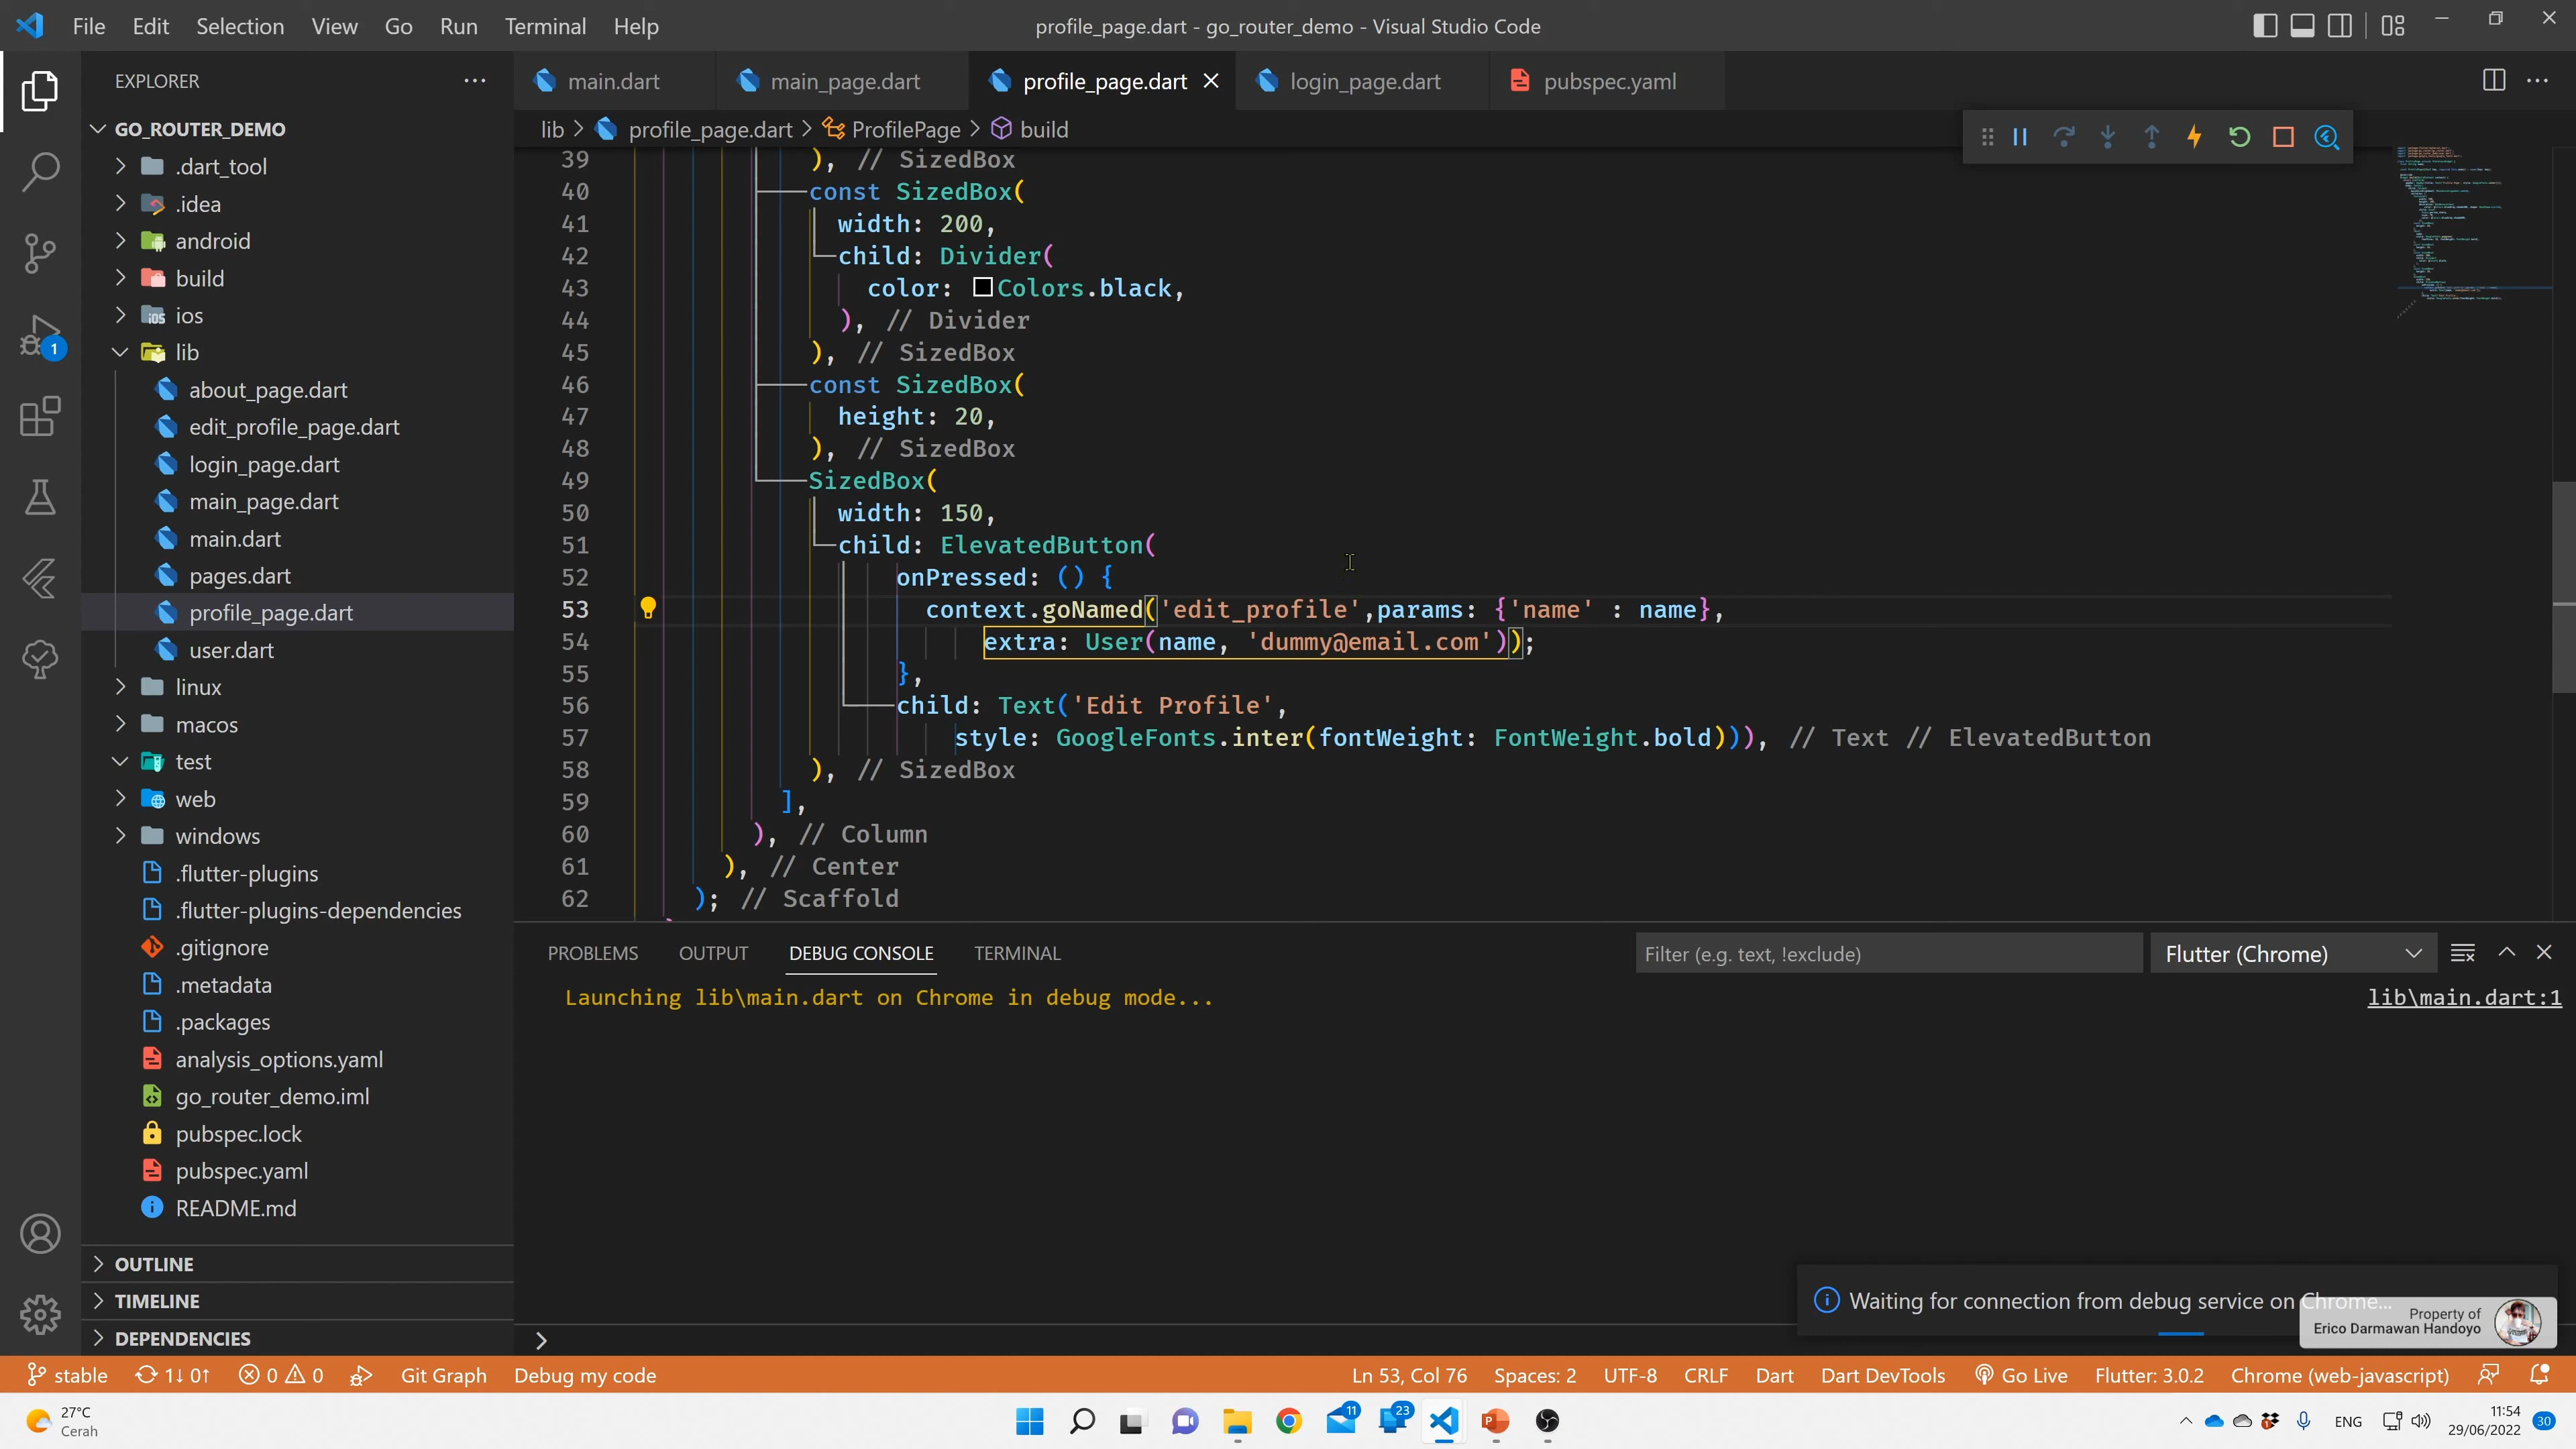 File Edit Selection View Go Run Terminal Help
profile_page.dart - go_router_demo - Visual Studio Code
EXPLORER
main.dart
main_page.dart
profile_page.dart
login_page.dart
pubspec.yaml
lib > profile_page.dart > ProfilePage > build
GO_ROUTER_DEMO
.dart_tool
.idea
android
build
ios
lib
about_page.dart
edit_profile_page.dart
login_page.dart
main_page.dart
main.dart
pages.dart
profile_page.dart
user.dart
linux
macos
test
web
windows
.flutter-plugins
.flutter-plugins-dependencies
.gitignore
.metadata
.packages
analysis_options.yaml
go_router_demo.iml
pubspec.lock
pubspec.yaml
README.md
OUTLINE
TIMELINE
DEPENDENCIES
1
39 ), // SizedBox
40 const SizedBox(
41 width: 200,
42 child: Divider(
43 color: Colors.black,
44 ), // Divider
45 ), // SizedBox
46 const SizedBox(
47 height: 20,
48 ), // SizedBox
49 SizedBox(
50 width: 150,
51 child: ElevatedButton(
52 onPressed: () {
53 context.goNamed('edit_profile',params: {'name' : name},
54 extra: User(name, 'dummy@email.com'));
55 },
56 child: Text('Edit Profile',
57 style: GoogleFonts.inter(fontWeight: FontWeight.bold))), // Text // ElevatedButton
58 ), // SizedBox
59 ],
60 ), // Column
61 ), // Center
62 ); // Scaffold
PROBLEMS OUTPUT DEBUG CONSOLE TERMINAL
Filter (e.g. text, !exclude)
Flutter (Chrome)
Launching lib\main.dart on Chrome in debug mode...
lib\main.dart:1
Waiting for connection from debug service on Chrome...
Property of
Erico Darmawan Handoyo
stable 1↓ 0↑ 0 0 Git Graph Debug my code
Ln 53, Col 76 Spaces: 2 UTF-8 CRLF Dart Dart DevTools Go Live Flutter: 3.0.2 Chrome (web-javascript)
27°C
Cerah
11
23
ENG
11:54
29/06/2022
30